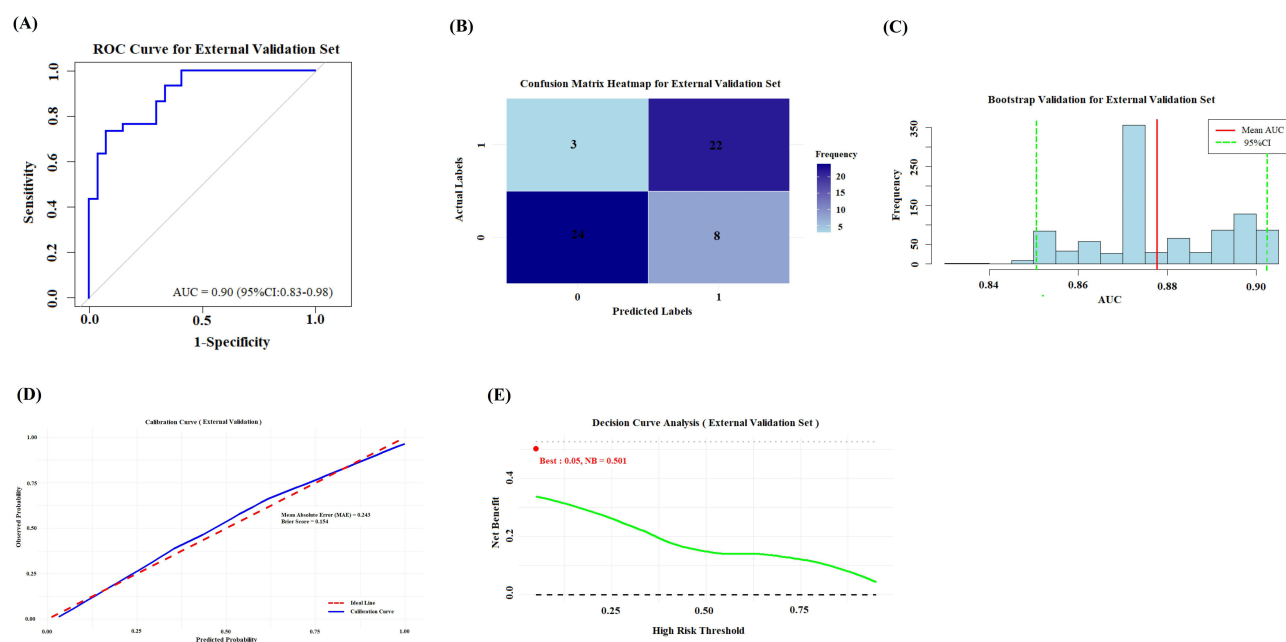 (A)
ROC Curve for External Validation Set
Sensitivity
1.0
0.8
0.6
0.4
0.2
0.0
AUC = 0.90 (95%CI:0.83-0.98)
0.0 0.5 1.0
1-Specificity
(B)
Confusion Matrix Heatmap for External Validation Set
Actual Labels
1
0
3 22
24 8
0 1
Predicted Labels
Frequency
20
15
10
5
(C)
Bootstrap Validation for External Validation Set
Frequency
350
250
150
50
0
Mean AUC
95%CI
0.84 0.86 0.88 0.90
AUC
(D)
Calibration Curve ( External Validation )
Observed Probability
1.00
0.75
0.50
0.25
0.00
Mean Absolute Error (MAE) = 0.243
Brier Score = 0.154
Ideal Line
Calibration Curve
0.00 0.25 0.50 0.75 1.00
Predicted Probability
(E)
Decision Curve Analysis ( External Validation Set )
Net Benefit
0.4
0.2
0.0
Best : 0.05, NB = 0.501
0.25 0.50 0.75
High Risk Threshold